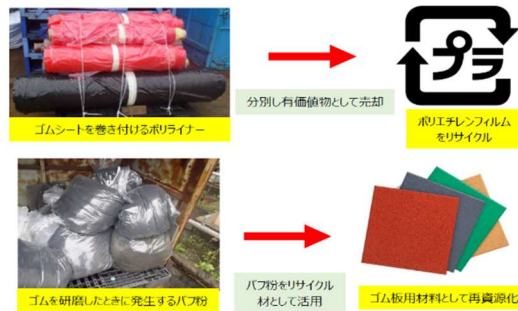 プラ
分別し有価値物として売却
ゴムシートを巻き付けるポリライナー
ポリエチレンフィルム
をリサイクル
バフ粉をリサイクル
材として活用
ゴムを研磨したときに発生するバフ粉
ゴム板用材料として再資源化